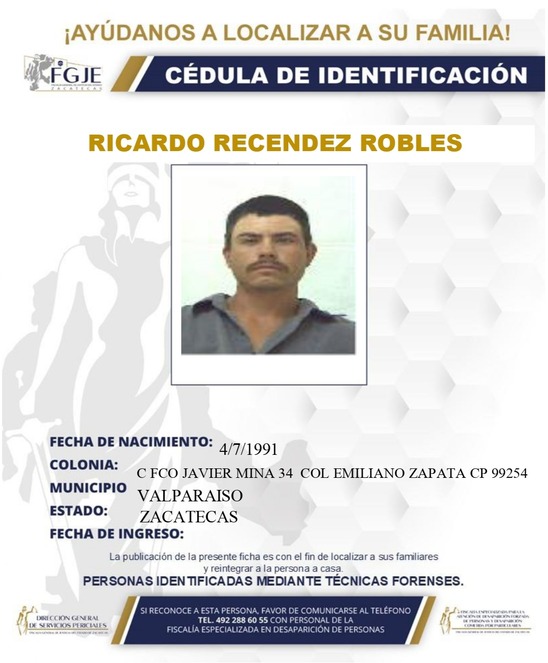 ¡AYÚDANOS A LOCALIZAR A SU FAMILIA!
FGJE
ZACATECAS
CÉDULA DE IDENTIFICACIÓN
RICARDO RECENDEZ ROBLES
FECHA DE NACIMIENTO: 4/7/1991
COLONIA: C FCO JAVIER MINA 34 COL EMILIANO ZAPATA CP 99254
MUNICIPIO VALPARAISO
ESTADO: ZACATECAS
FECHA DE INGRESO:
La publicación de la presente ficha es con el fin de localizar a sus familiares
y reintegrar a la persona a casa.
PERSONAS IDENTIFICADAS MEDIANTE TÉCNICAS FORENSES.
DIRECCIÓN GENERAL
DE SERVICIOS PERICIALES
SI RECONOCE A ESTA PERSONA, FAVOR DE COMUNICARSE AL TELÉFONO
TEL. 492 288 60 55 CON PERSONAL DE LA
FISCALÍA ESPECIALIZADA EN DESAPARICIÓN DE PERSONAS